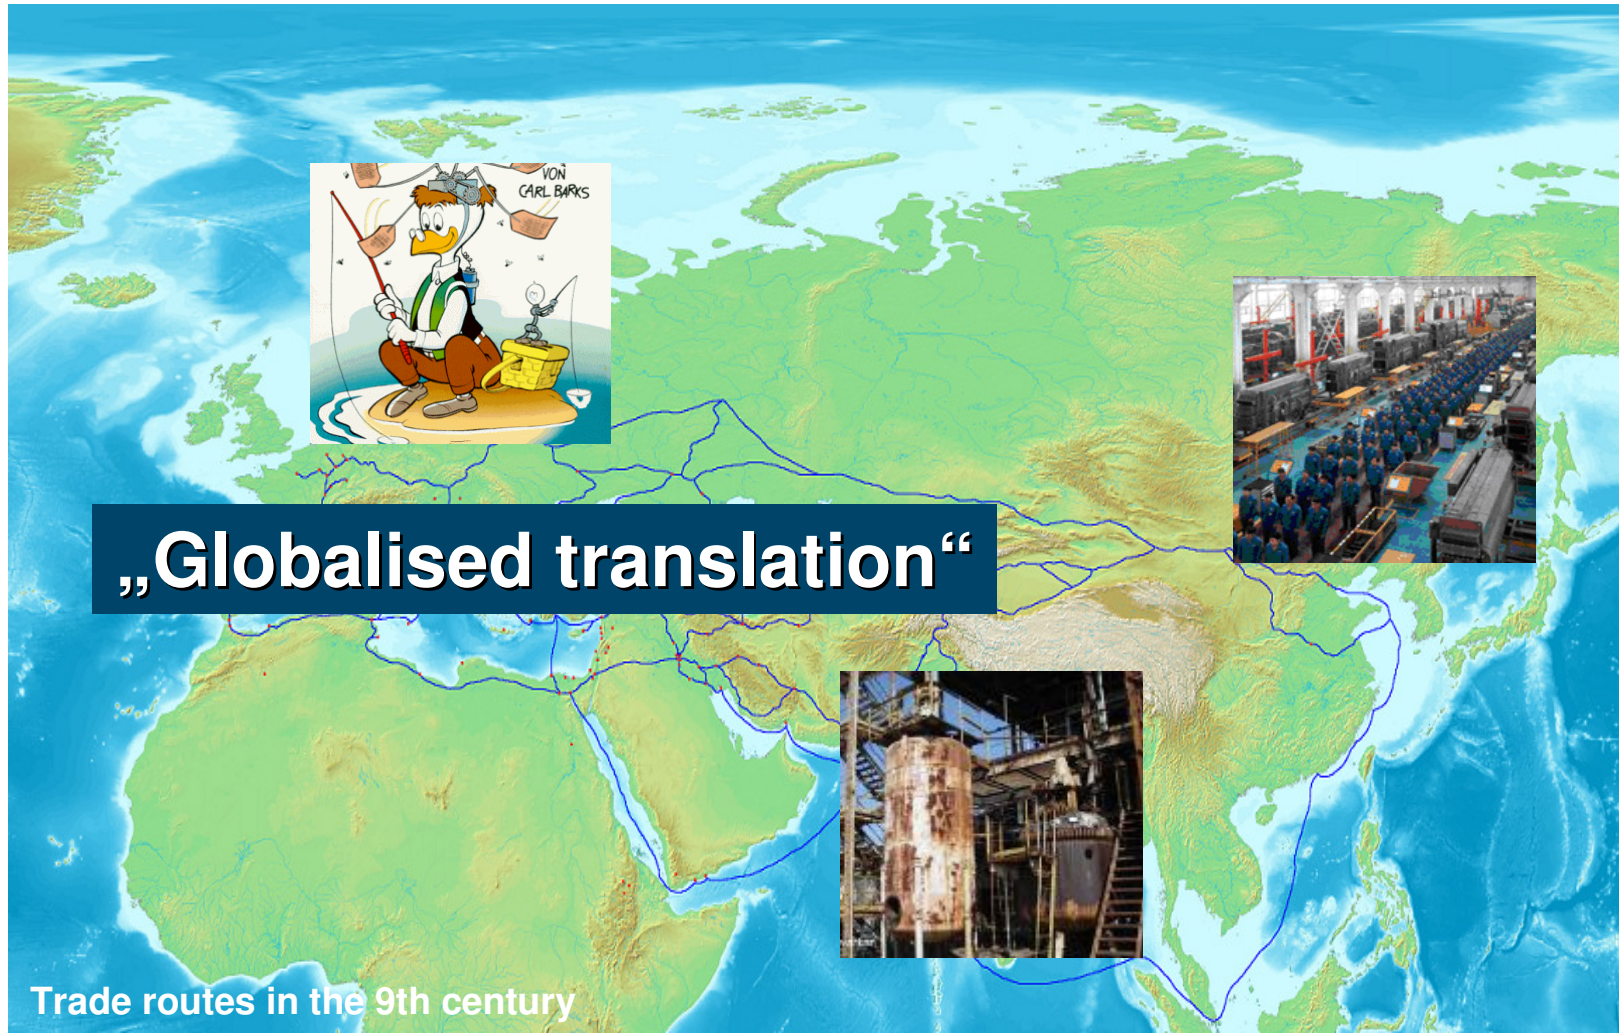 VON
CARL BARKS
„Globalised translation“
Trade routes in the 9th century